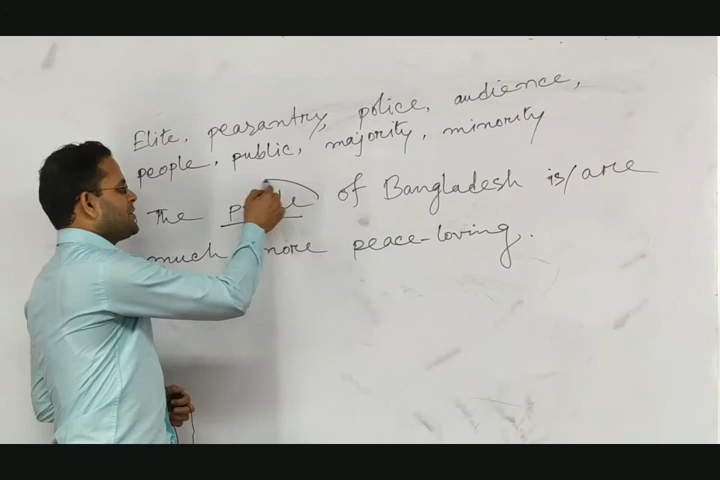 Elite, peasantry, police, audience,
people, public, majority, minority
The of Bangladesh is/are
much more peace-loving.